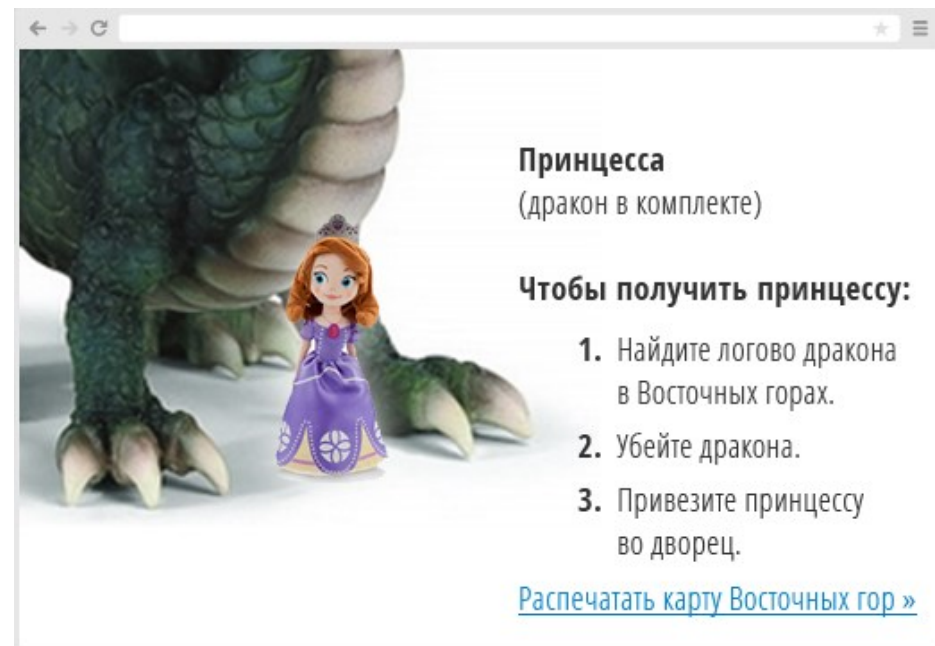 Принцесса
(дракон в комплекте)
Чтобы получить принцессу:
1. Найдите логово дракона
в Восточных горах.
2. Убейте дракона.
3. Привезите принцессу
во дворец.
Распечатать карту Восточных гор »